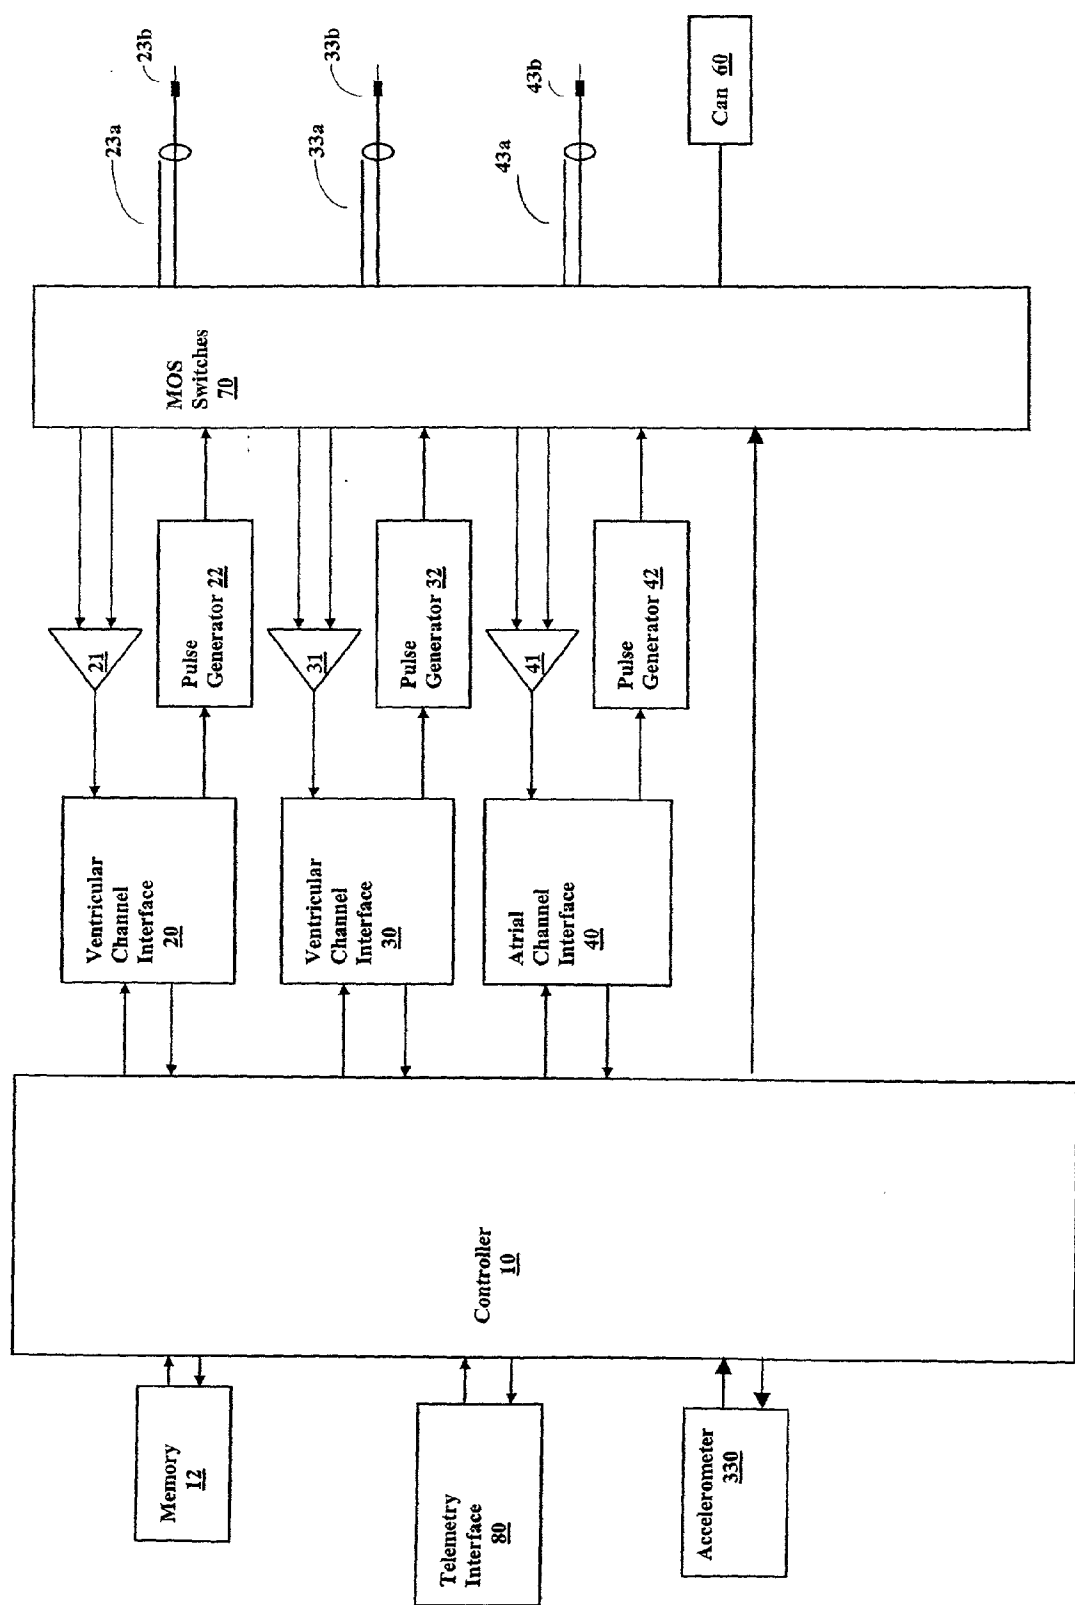 23b
23a
33b
33a
43b
43a
Can 60
MOS
Switches
70
21
Pulse
Generator 22
31
Pulse
Generator 32
41
Pulse
Generator 42
Ventricular
Channel
Interface
20
Ventricular
Channel
Interface
30
Atrial
Channel
Interface
40
Controller
10
Memory
12
Telemetry
Interface
80
Accelerometer
330